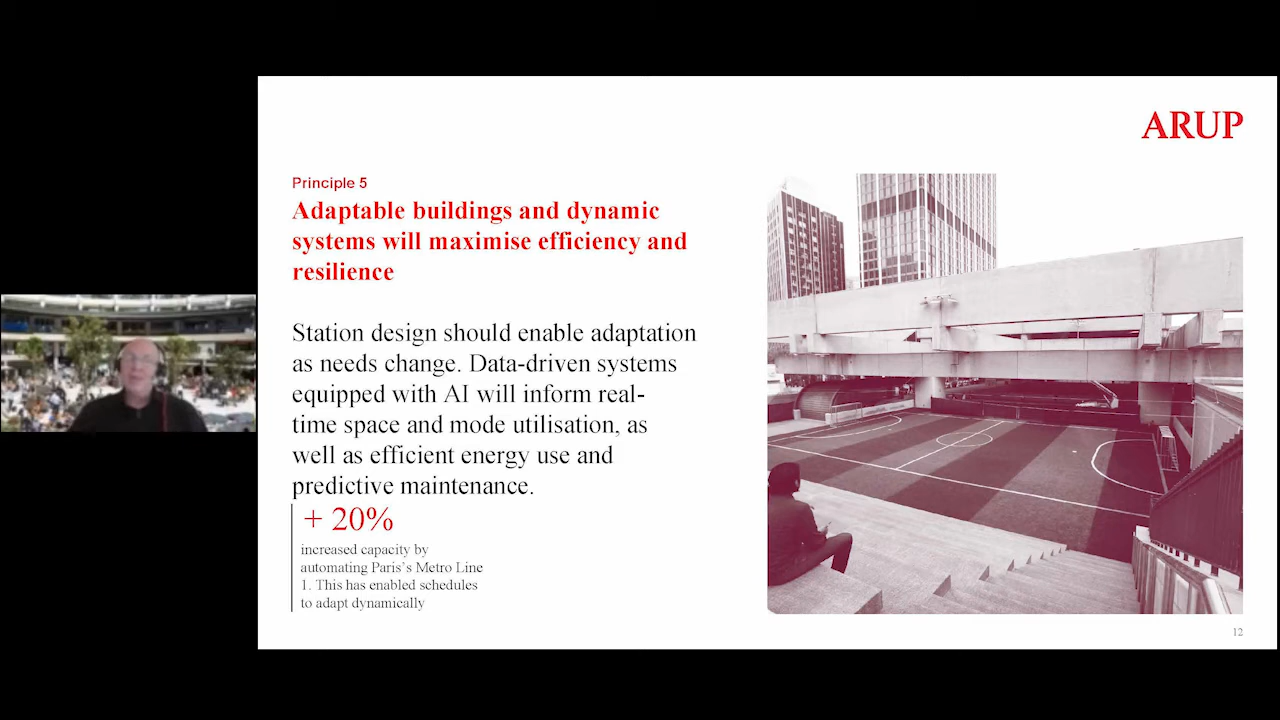 ARUP
Principle 5
Adaptable buildings and dynamic
systems will maximise efficiency and
resilience
Station design should enable adaptation
as needs change. Data-driven systems
equipped with AI will inform real-
time space and mode utilisation, as
well as efficient energy use and
predictive maintenance.
+ 20%
increased capacity by
automating Paris's Metro Line
1. This has enabled schedules
to adapt dynamically
12